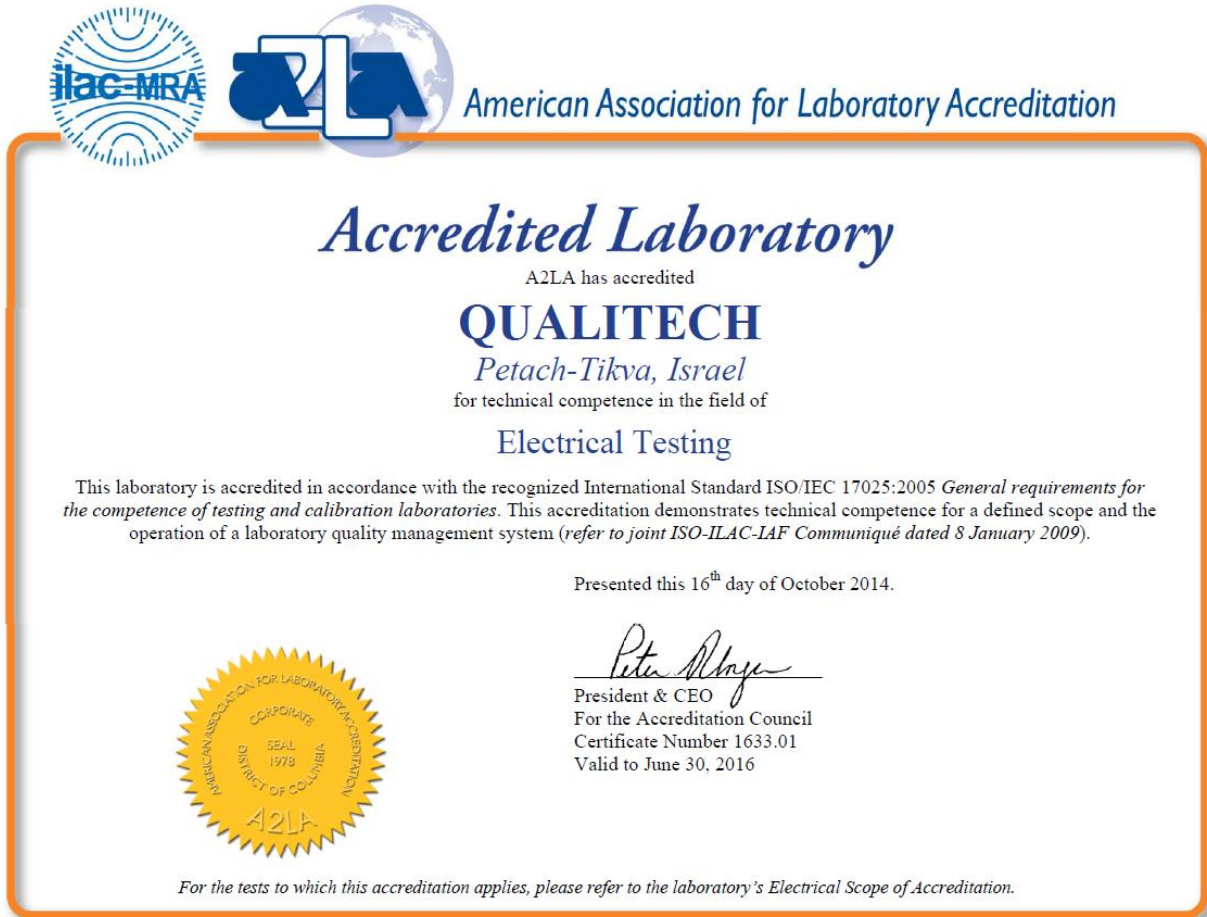 ilac-MRA
a2la
American Association for Laboratory Accreditation
Accredited Laboratory
A2LA has accredited
QUALITECH
Petach-Tikva, Israel
for technical competence in the field of
Electrical Testing
This laboratory is accredited in accordance with the recognized International Standard ISO/IEC 17025:2005 General requirements for
the competence of testing and calibration laboratories. This accreditation demonstrates technical competence for a defined scope and the
operation of a laboratory quality management system (refer to joint ISO-ILAC-IAF Communiqué dated 8 January 2009).
Presented this 16th day of October 2014.
President & CEO
For the Accreditation Council
Certificate Number 1633.01
Valid to June 30, 2016
AMERICAN ASSOCIATION FOR LABORATORY ACCREDITATION
CORPORATE
SEAL
1978
DISTRICT OF COLUMBIA
A2LA
For the tests to which this accreditation applies, please refer to the laboratory's Electrical Scope of Accreditation.